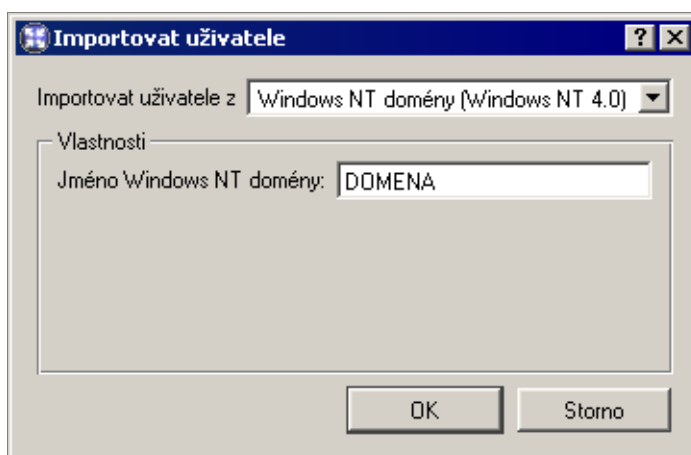 Importovat uživatele
Importovat uživatele z Windows NT domény (Windows NT 4.0)
Vlastnosti
Jméno Windows NT domény: DOMENA
OK Storno